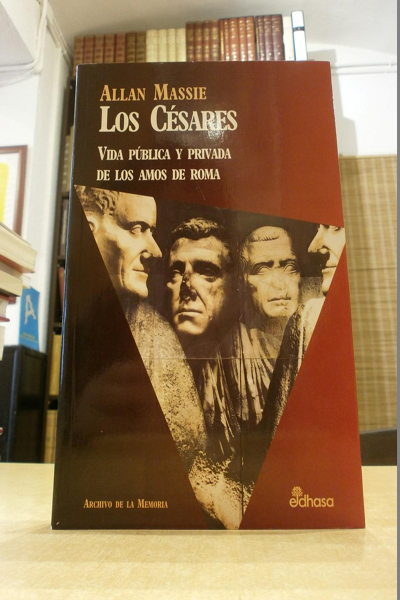 ALLAN MASSIE
LOS CÉSARES
VIDA PÚBLICA Y PRIVADA
DE LOS AMOS DE ROMA
ARCHIVO DE LA MEMORIA
edhasa
A